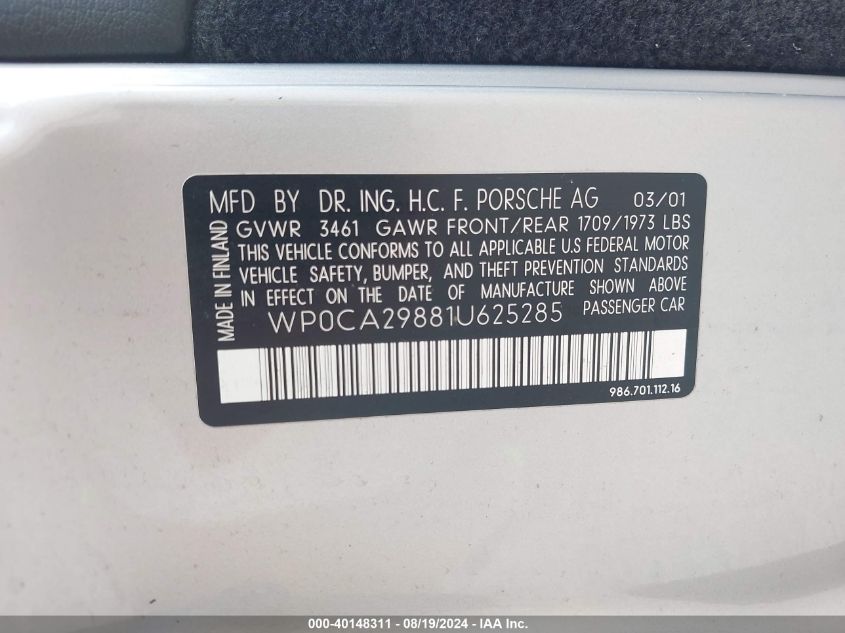 MFD BY DR. ING. H.C. F. PORSCHE AG 03/01
GVWR 3461 GAWR FRONT/REAR 1709/1973 LBS
THIS VEHICLE CONFORMS TO ALL APPLICABLE U.S FEDERAL MOTOR
VEHICLE SAFETY, BUMPER, AND THEFT PREVENTION STANDARDS
IN EFFECT ON THE DATE OF MANUFACTURE SHOWN ABOVE
WP0CA29881U625285 PASSENGER CAR
MADE IN FINLAND
986.701.112.16
000-40148311 - 08/19/2024 - IAA Inc.